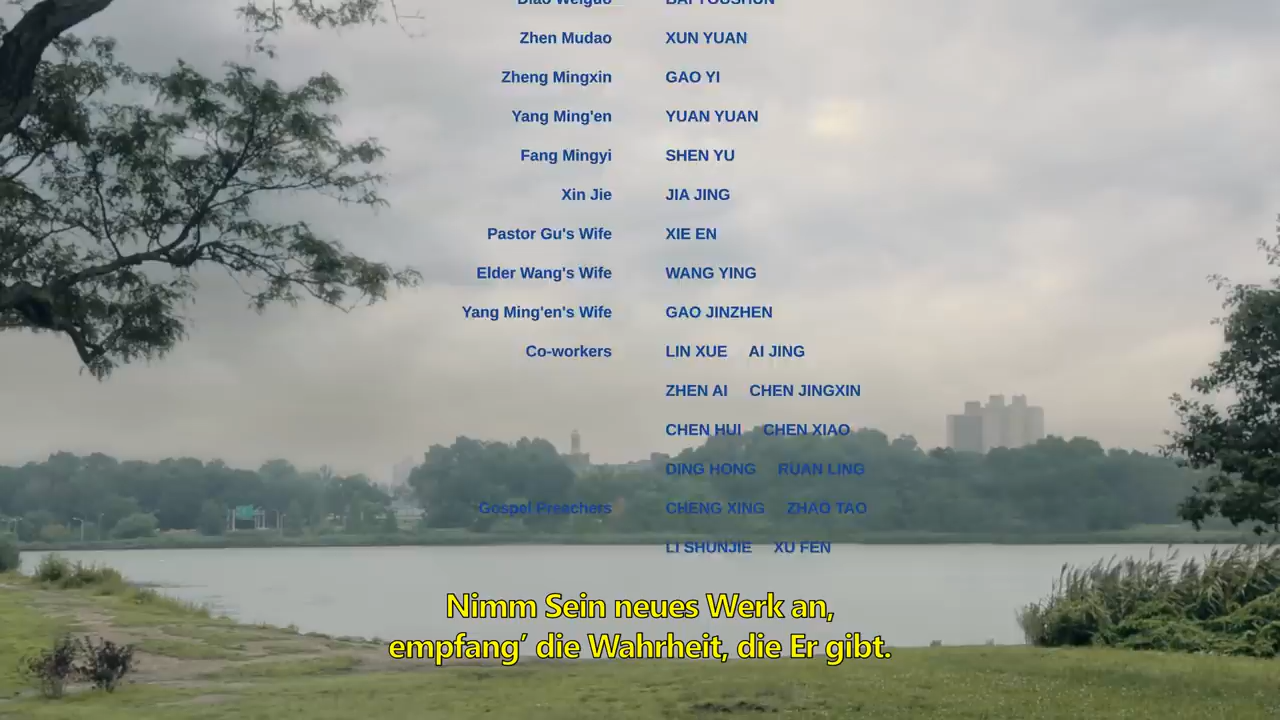 Diao Weiguo BAI YOUSHUN
Zhen Mudao XUN YUAN
Zheng Mingxin GAO YI
Yang Ming'en YUAN YUAN
Fang Mingyi SHEN YU
Xin Jie JIA JING
Pastor Gu's Wife XIE EN
Elder Wang's Wife WANG YING
Yang Ming'en's Wife GAO JINZHEN
Co-workers LIN XUE AI JING
ZHEN AI CHEN JINGXIN
CHEN HUI CHEN XIAO
DING HONG RUAN LING
Gospel Preachers CHENG XING ZHAO TAO
LI SHUNJIE XU FEN
Nimm Sein neues Werk an,
empfang’ die Wahrheit, die Er gibt.